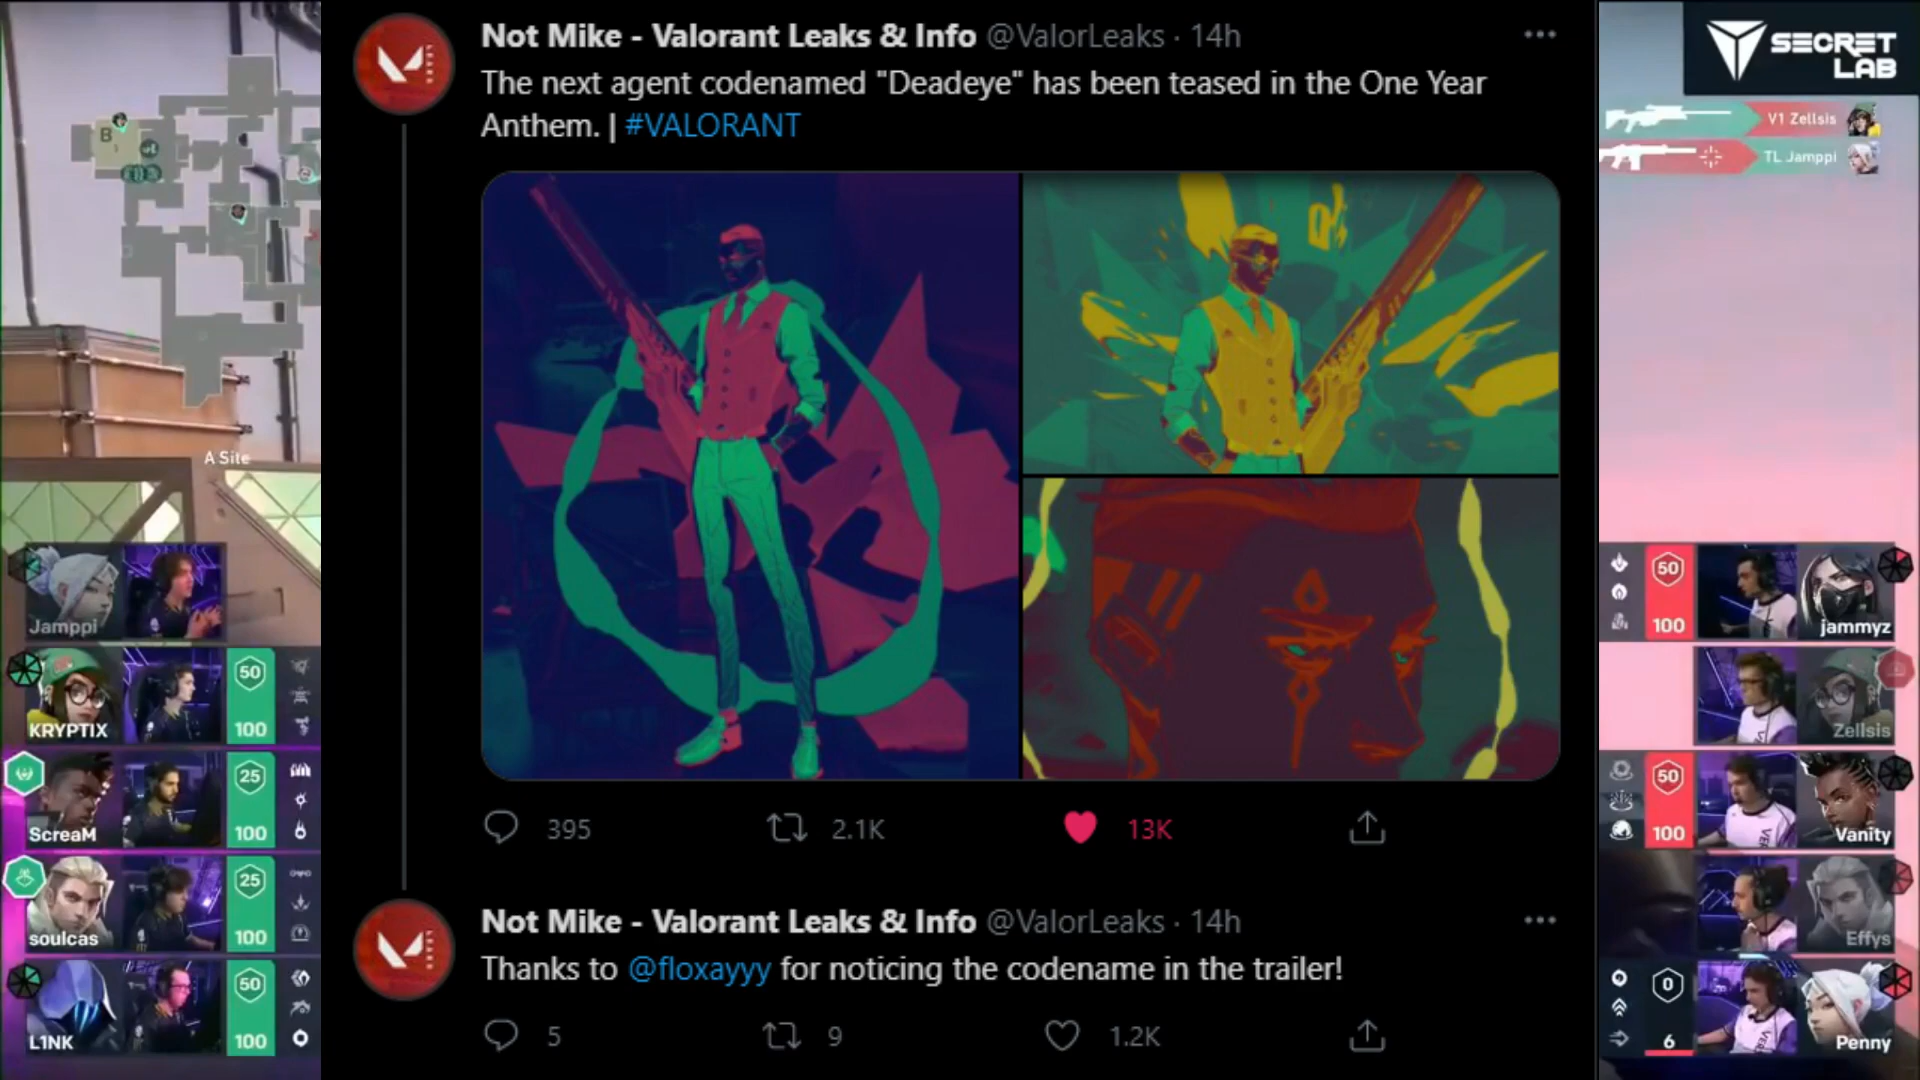 Not Mike - Valorant Leaks & Info @ValorLeaks · 14h
The next agent codenamed "Deadeye" has been teased in the One Year
Anthem. | #VALORANT
395 2.1K 13K
Not Mike - Valorant Leaks & Info @ValorLeaks · 14h
Thanks to @floxayyy for noticing the codename in the trailer!
5 9 1.2K
B
A Site
Jamppi
KRYPTIX
50
100
ScreaM
25
100
soulcas
25
100
L1NK
50
100
SECRET
LAB
V1 Zellsis
TL Jamppi
50
100
jammyz
Zellsis
50
100
Vanity
Effys
0
6
Penny